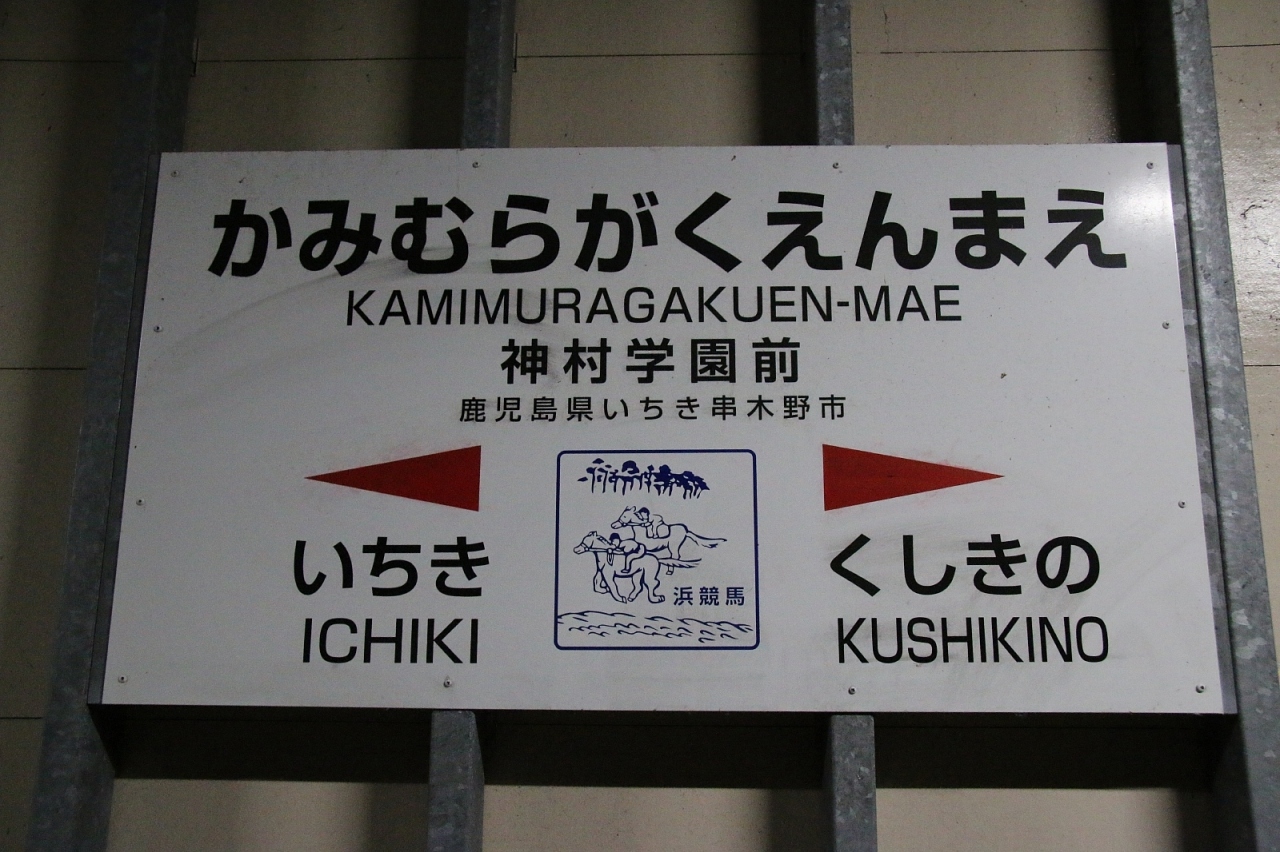 かみむらがくえんまえ
KAMIMURAGAKUEN-MAE
神村学園前
鹿児島県いちき串木野市
いちき
ICHIKI
浜競馬
くしきの
KUSHIKINO